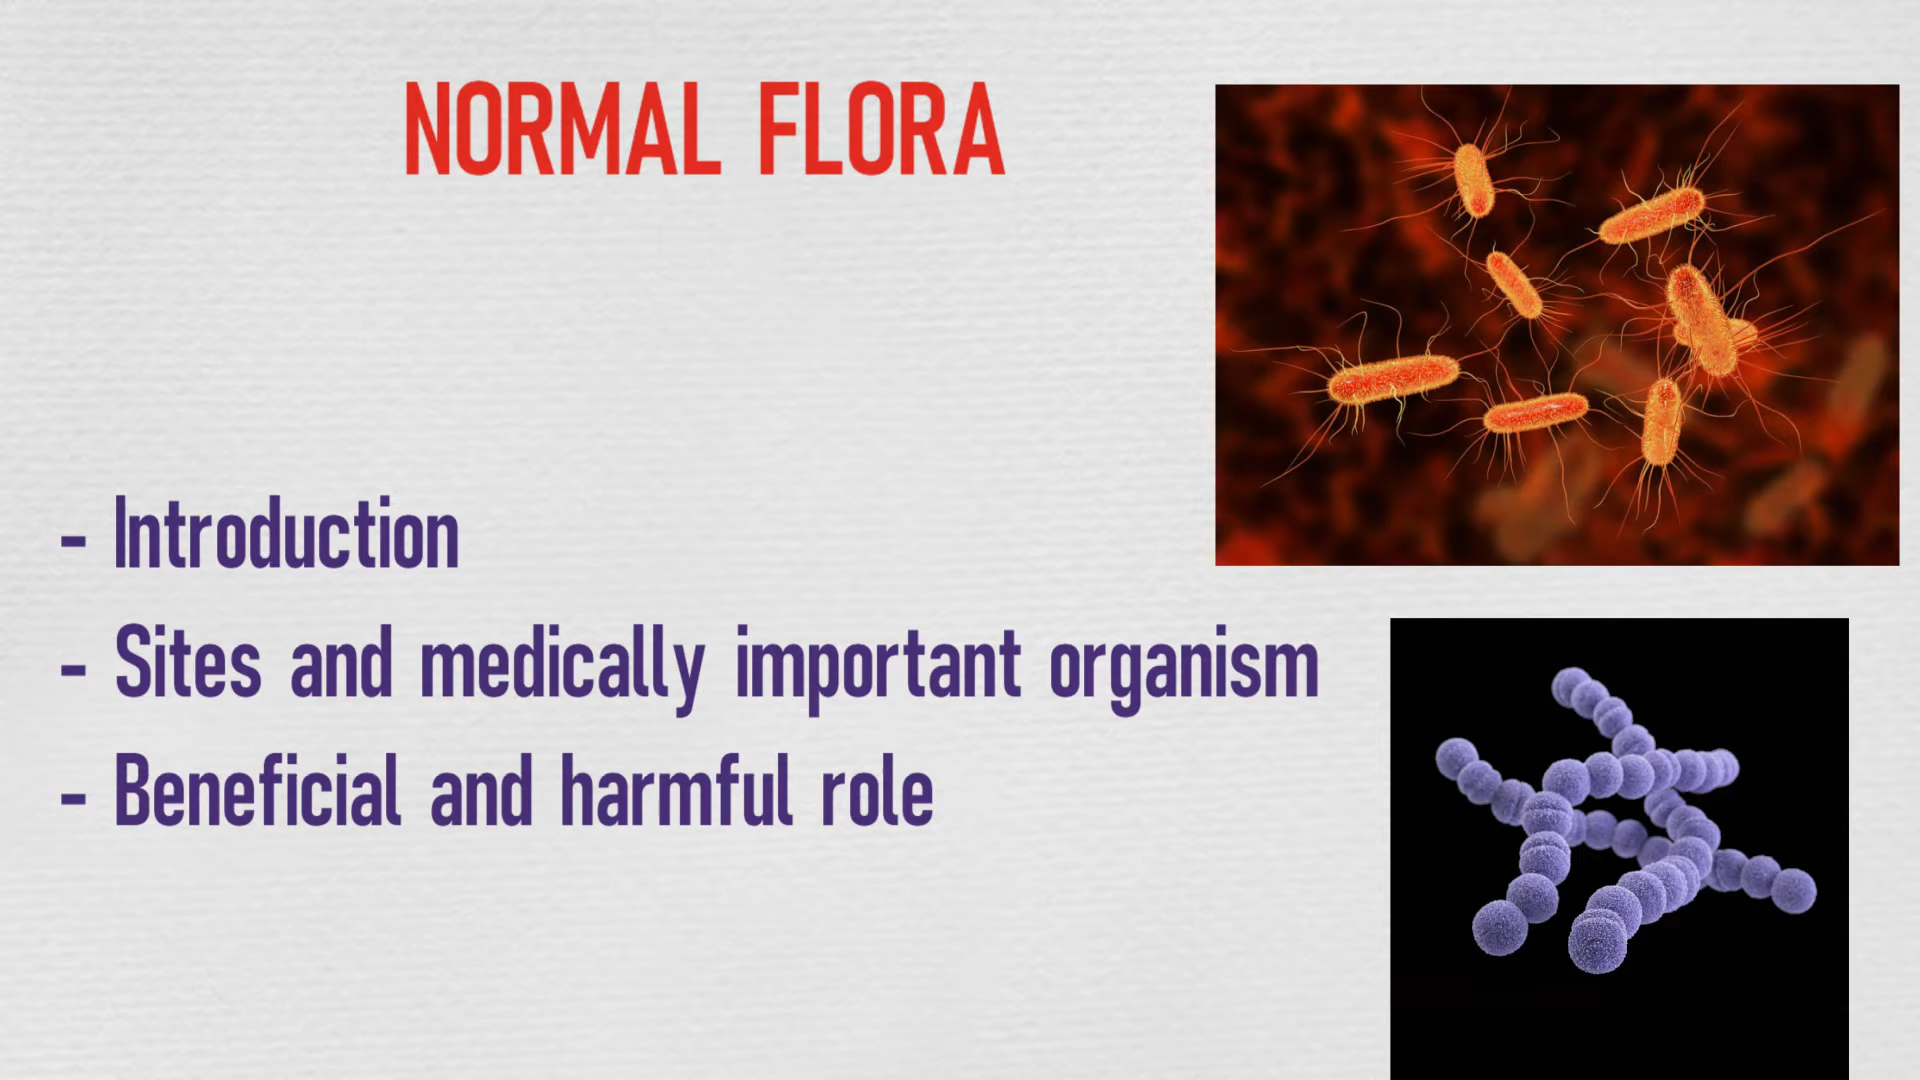 NORMAL FLORA
- Introduction
- Sites and medically important organism
- Beneficial and harmful role